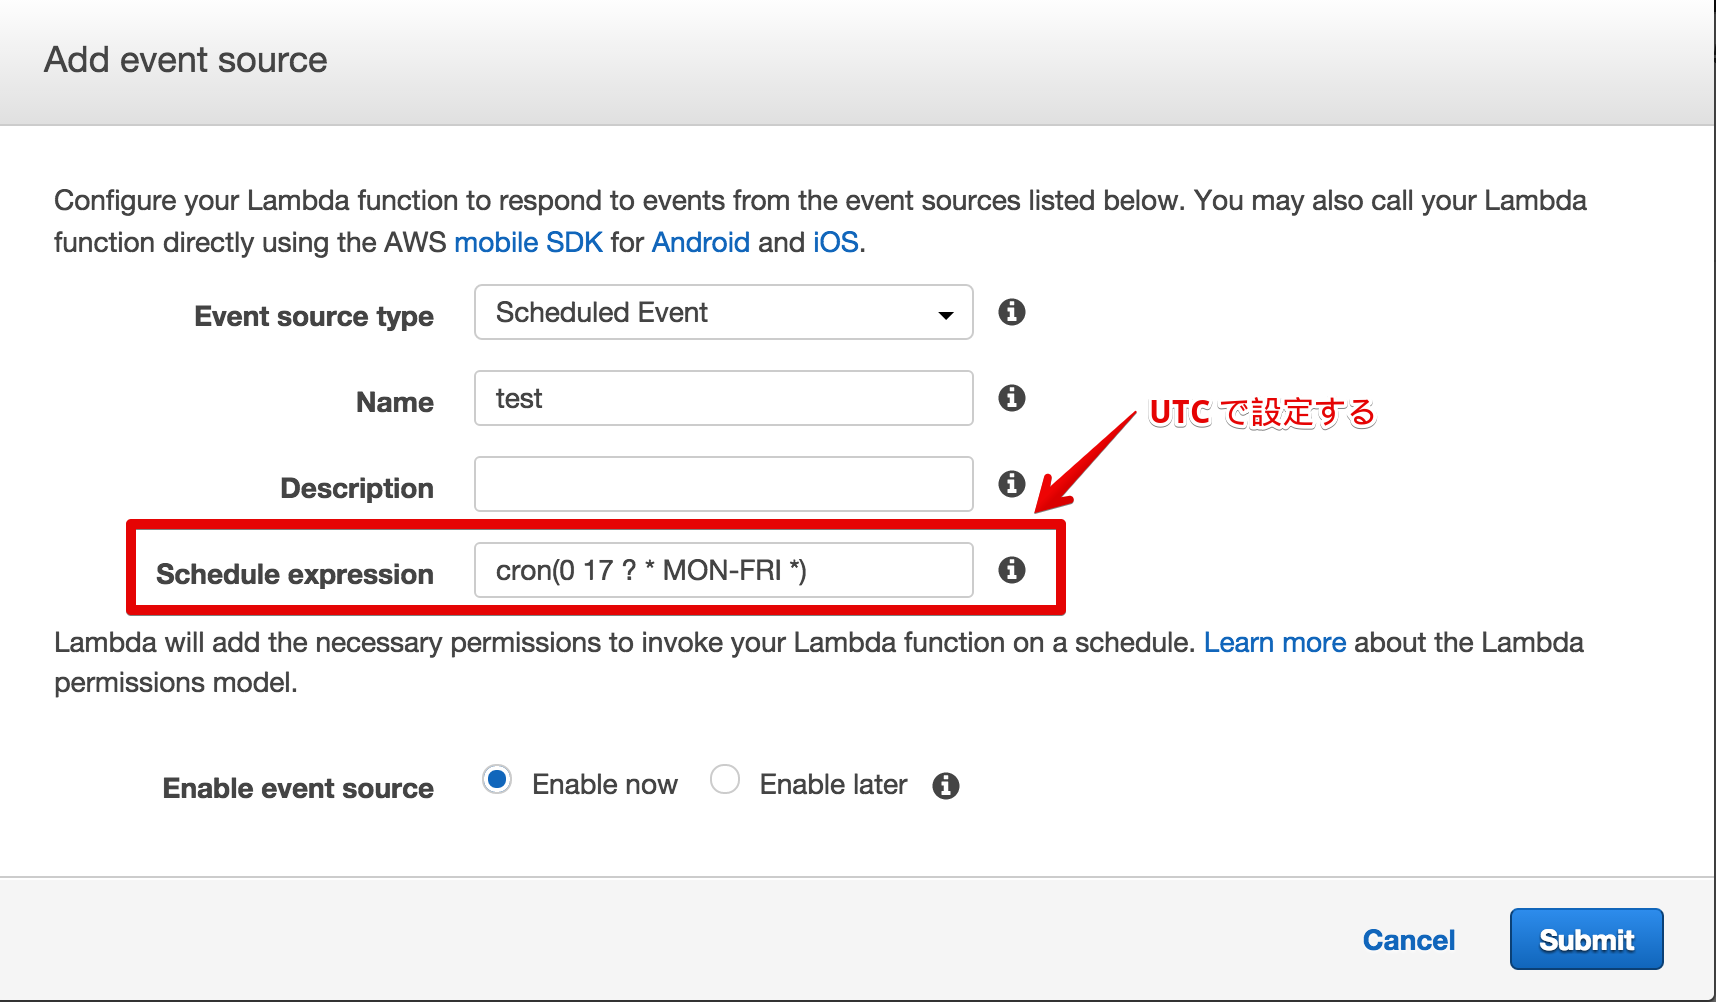 Add event source
Configure your Lambda function to respond to events from the event sources listed below. You may also call your Lambda
function directly using the AWS mobile SDK for Android and iOS.
Event source type Scheduled Event
Name test
UTC で設定する
Description
Schedule expression cron(0 17 ? * MON-FRI *)
Lambda will add the necessary permissions to invoke your Lambda function on a schedule. Learn more about the Lambda
permissions model.
Enable event source Enable now Enable later
Cancel Submit